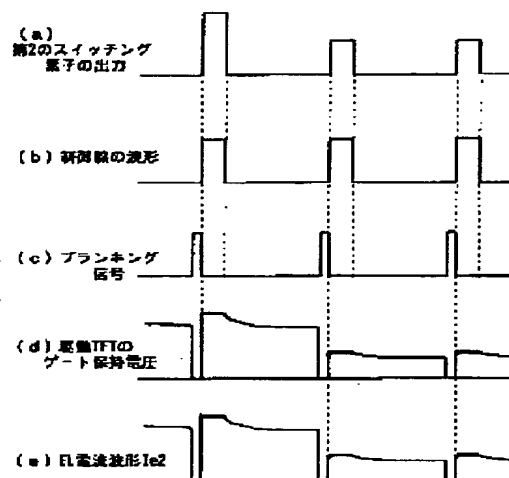 (a)
第2のスイッチング
素子の出力
(b) 制御線の波形
(c) ブランキング
信号
(d) 駆動TFTの
ゲート保持電圧
(e) EL電流波形Ie2